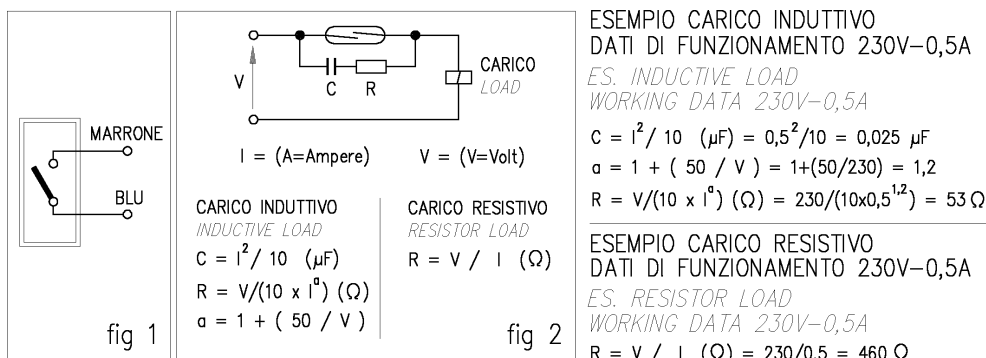 MARRONE
BLU
fig 1
V
C
R
CARICO
LOAD
I = (A=Ampere) V = (V=Volt)
CARICO INDUTTIVO
INDUCTIVE LOAD
C = I²/ 10 (µF)
R = V/(10 x Iᵃ) (Ω)
a = 1 + ( 50 / V )
CARICO RESISTIVO
RESISTOR LOAD
R = V / I (Ω)
fig 2
ESEMPIO CARICO INDUTTIVO
DATI DI FUNZIONAMENTO 230V-0,5A
ES. INDUCTIVE LOAD
WORKING DATA 230V-0,5A
C = I²/ 10 (µF) = 0,5²/10 = 0,025 µF
a = 1 + ( 50 / V ) = 1+(50/230) = 1,2
R = V/(10 x Iᵃ) (Ω) = 230/(10x0,5¹,²) = 53 Ω
ESEMPIO CARICO RESISTIVO
DATI DI FUNZIONAMENTO 230V-0,5A
ES. RESISTOR LOAD
WORKING DATA 230V-0,5A
R = V / I (Ω) = 230/0,5 = 460 Ω